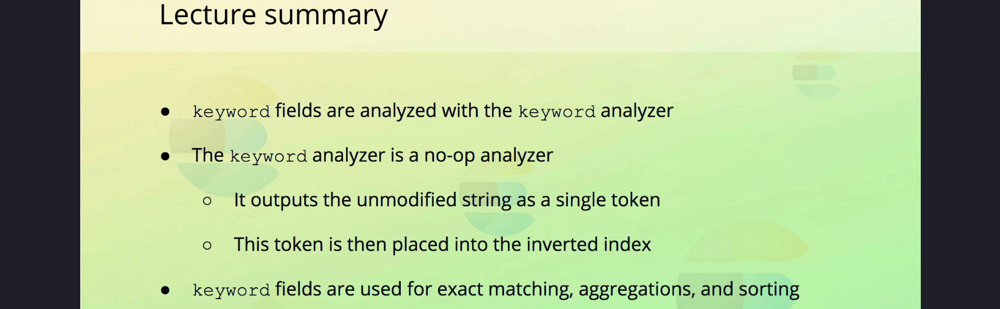 Lecture summary
● keyword fields are analyzed with the keyword analyzer
● The keyword analyzer is a no-op analyzer
○ It outputs the unmodified string as a single token
○ This token is then placed into the inverted index
● keyword fields are used for exact matching, aggregations, and sorting